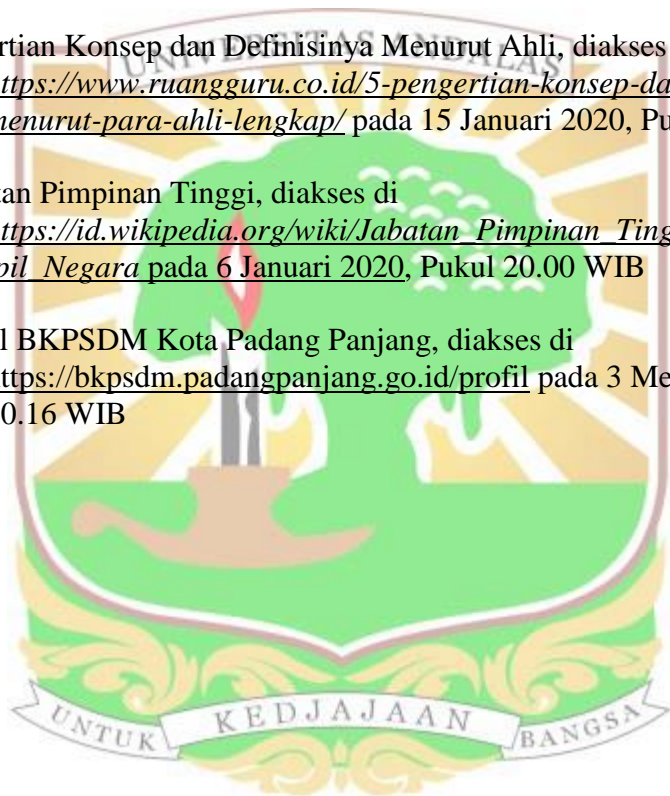 UNIVERSITAS ANDALAS
rtian Konsep dan Definisinya Menurut Ahli, diakses
ttps://www.ruangguru.co.id/5-pengertian-konsep-da
menurut-para-ahli-lengkap/ pada 15 Januari 2020, Pu
tan Pimpinan Tinggi, diakses di
ttps://id.wikipedia.org/wiki/Jabatan_Pimpinan_Ting
pil_Negara pada 6 Januari 2020, Pukul 20.00 WIB
l BKPSDM Kota Padang Panjang, diakses di
ttps://bkpsdm.padangpanjang.go.id/profil pada 3 Me
0.16 WIB
UNTUK KEDJAJAAN BANGSA